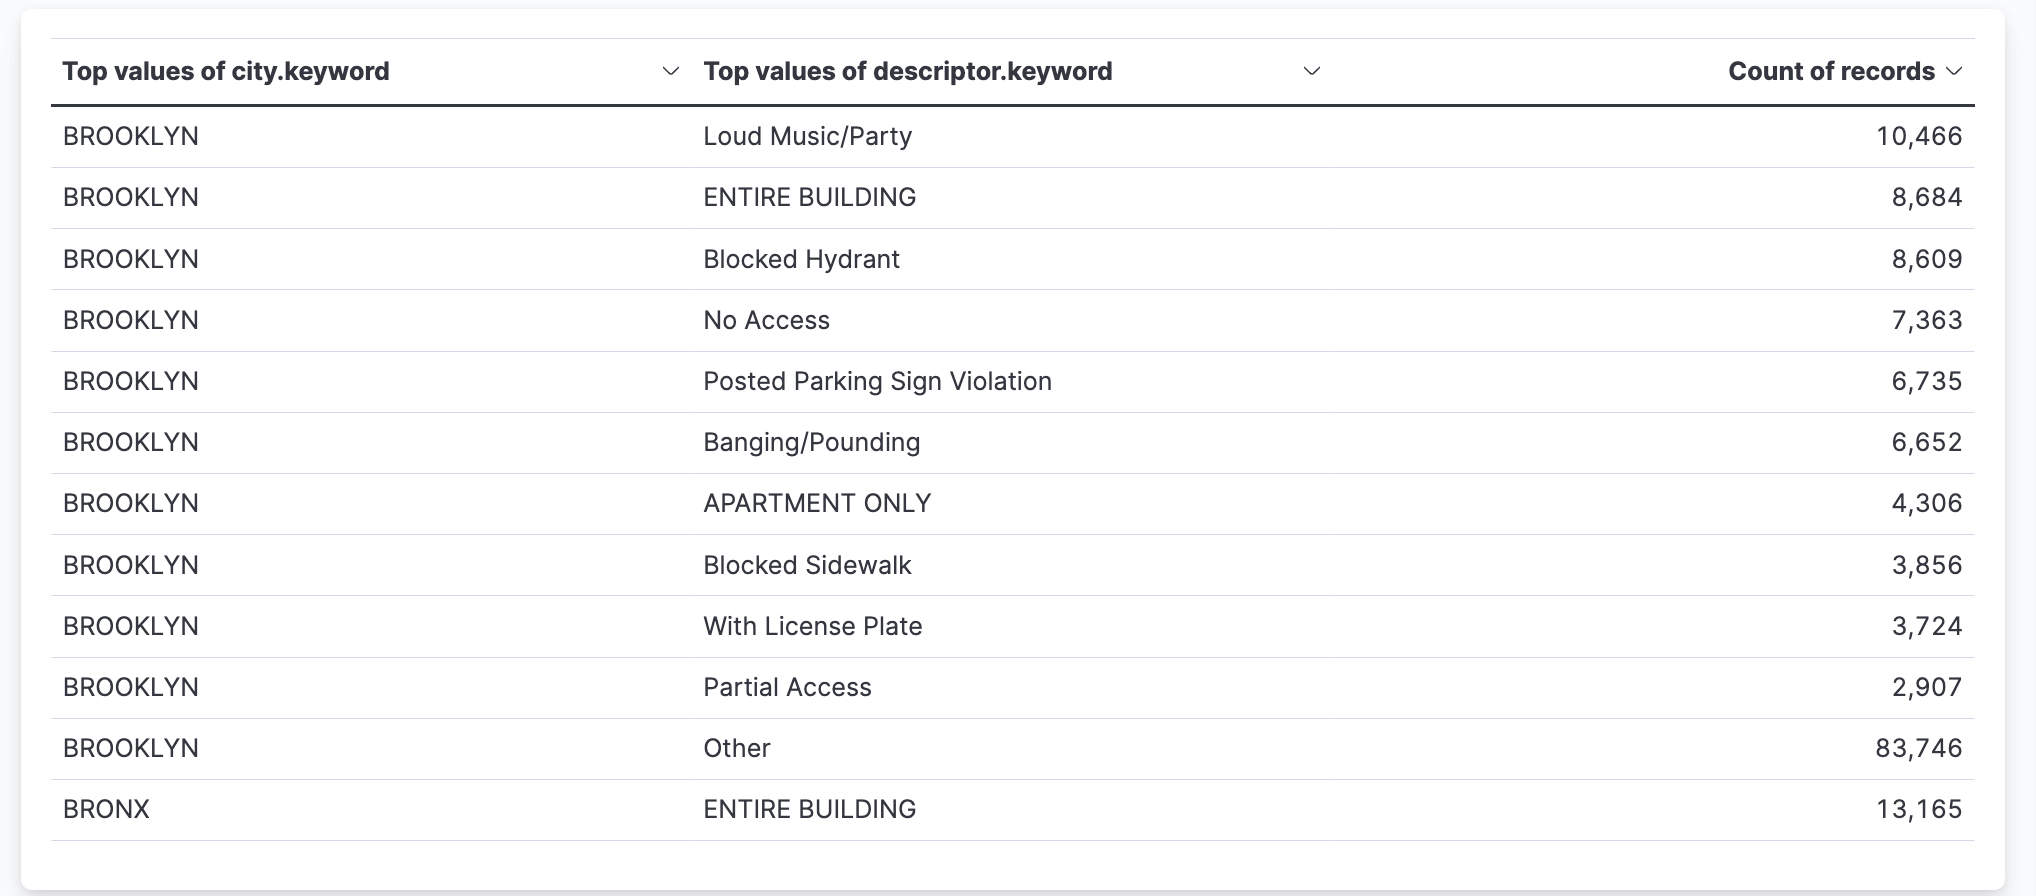 Top values of city.keyword Top values of descriptor.keyword Count of records
BROOKLYN Loud Music/Party 10,466
BROOKLYN ENTIRE BUILDING 8,684
BROOKLYN Blocked Hydrant 8,609
BROOKLYN No Access 7,363
BROOKLYN Posted Parking Sign Violation 6,735
BROOKLYN Banging/Pounding 6,652
BROOKLYN APARTMENT ONLY 4,306
BROOKLYN Blocked Sidewalk 3,856
BROOKLYN With License Plate 3,724
BROOKLYN Partial Access 2,907
BROOKLYN Other 83,746
BRONX ENTIRE BUILDING 13,165